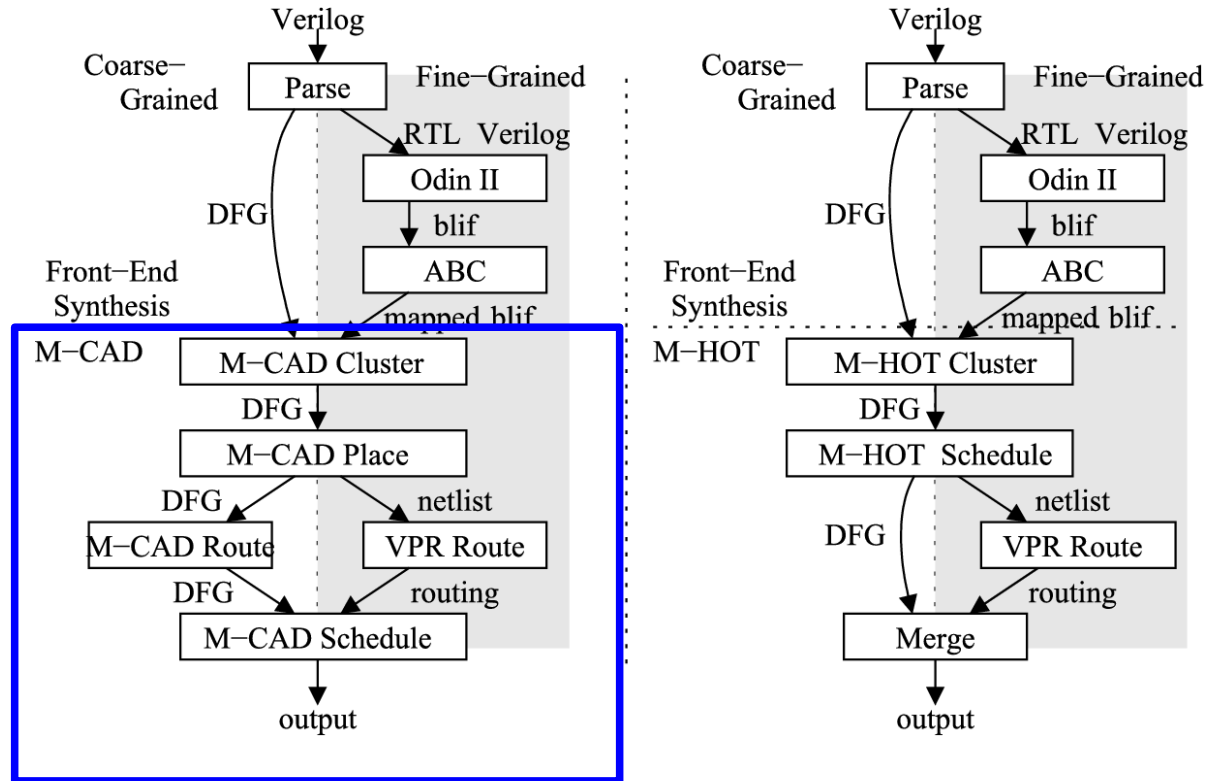 Verilog
Coarse−
Grained
Parse
Fine−Grained
RTL Verilog
Odin II
DFG
blif
ABC
Front−End
Synthesis
mapped blif
M−CAD
M−CAD Cluster
DFG
M−CAD Place
DFG
netlist
M−CAD Route
VPR Route
DFG
routing
M−CAD Schedule
output
Verilog
Coarse−
Grained
Parse
Fine−Grained
RTL Verilog
Odin II
DFG
blif
ABC
Front−End
Synthesis
mapped blif
M−HOT
M−HOT Cluster
DFG
M−HOT Schedule
netlist
DFG
VPR Route
routing
Merge
output